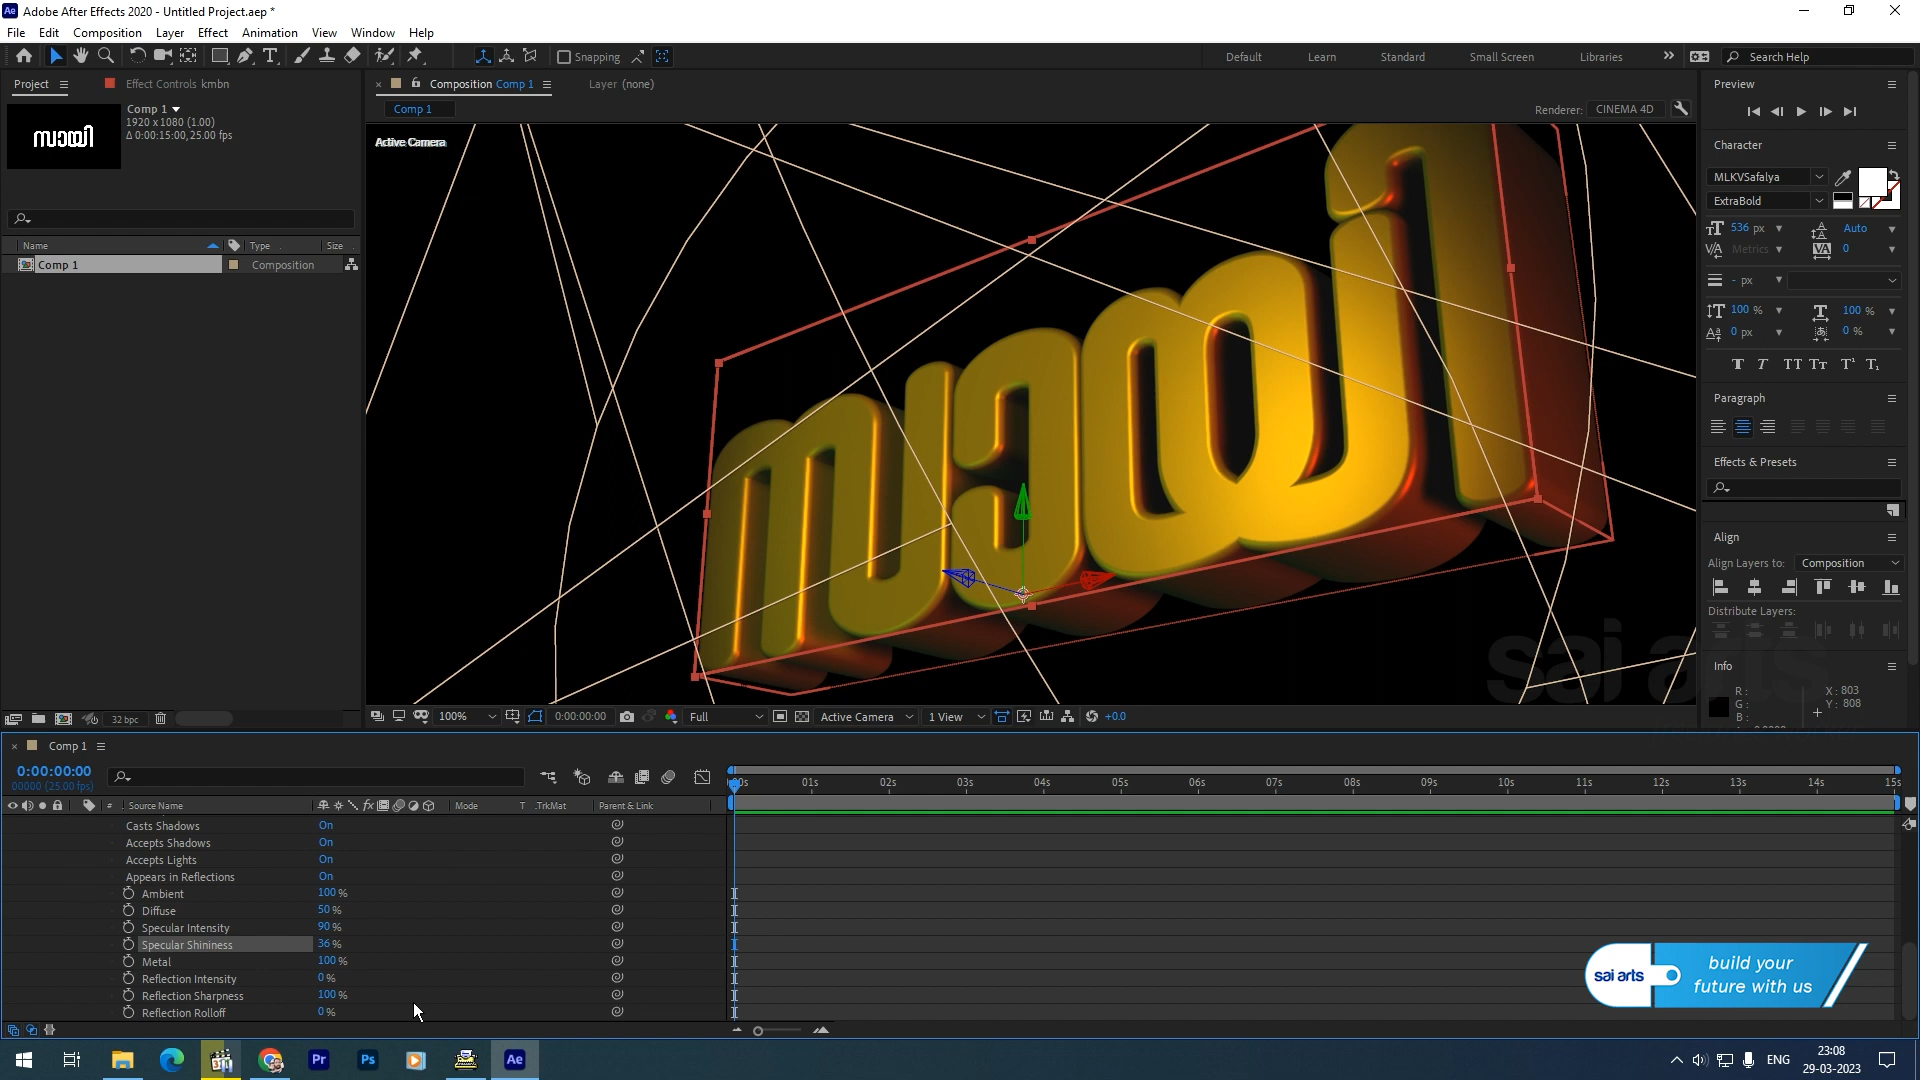 Adobe After Effects 2020 - Untitled Project.aep *
File Edit Composition Layer Effect Animation View Window Help
Snapping Default Learn Standard Small Screen Libraries Search Help
Project Effect Controls kmbn
Composition Comp 1 Layer (none)
Comp 1
1920 x 1080 (1.00)
Δ 0:00:15:00, 25.00 fps
സായി
Comp 1
Renderer: CINEMA 4D
Active Camera
സായി
Name Type Size
Comp 1 Composition
32 bpc
100% 0:00:00:00 Full Active Camera 1 View +0.0
Preview
Character
MLKVSafalya
ExtraBold
536 px Auto
Metrics 0
- px
100 % 100 %
0 px 0 %
Paragraph
Effects & Presets
Align
Align Layers to: Composition
Distribute Layers:
Info
R: X: 803
G: Y: 808
B:
sai arts
Comp 1
0:00:00:00
00000 (25.00 fps)
01s 02s 03s 04s 05s 06s 07s 08s 09s 10s 11s 12s 13s 14s 15s
# Source Name Mode T .TrkMat Parent & Link
Casts Shadows On
Accepts Shadows On
Accepts Lights On
Appears in Reflections On
Ambient 100 %
Diffuse 50 %
Specular Intensity 90 %
Specular Shininess 36 %
Metal 100 %
Reflection Intensity 0 %
Reflection Sharpness 100 %
Reflection Rolloff 0 %
sai arts
build your
future with us
Pr Ps Ae
ENG
23:08
29-03-2023